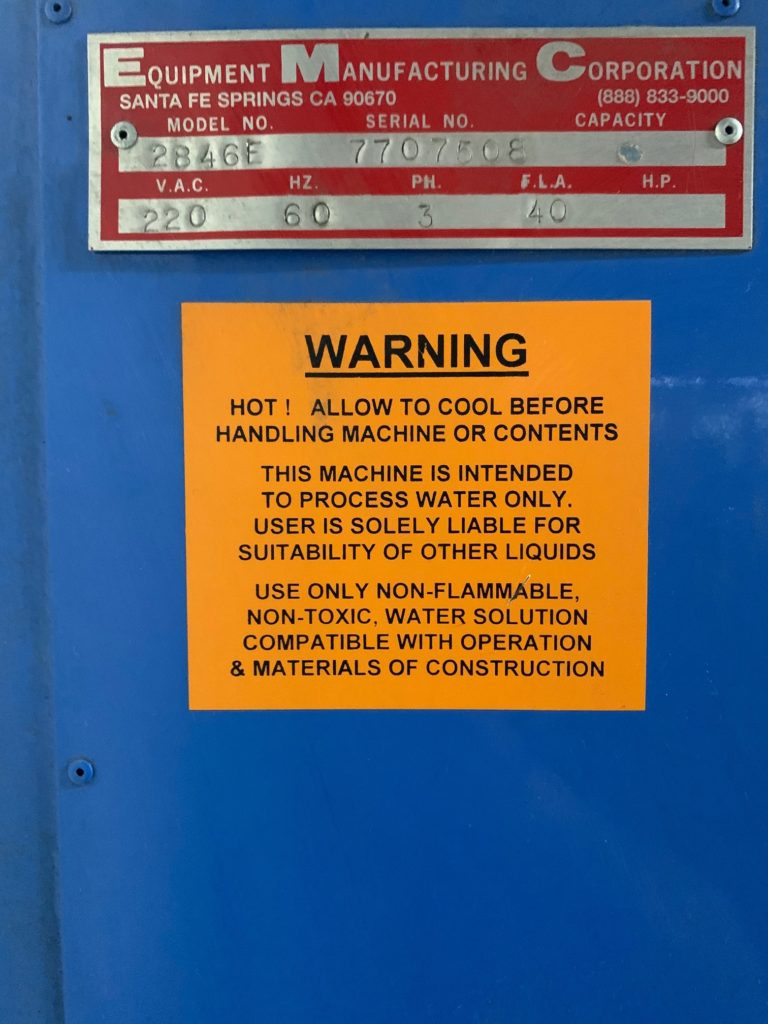 EQUIPMENT MANUFACTURING CORPORATION
SANTA FE SPRINGS CA 90670 (888) 833-9000
MODEL NO. SERIAL NO. CAPACITY
2846E 7707508
V.A.C. HZ. PH. F.L.A. H.P.
220 60 3 40
WARNING
HOT ! ALLOW TO COOL BEFORE
HANDLING MACHINE OR CONTENTS
THIS MACHINE IS INTENDED
TO PROCESS WATER ONLY.
USER IS SOLELY LIABLE FOR
SUITABILITY OF OTHER LIQUIDS
USE ONLY NON-FLAMMABLE,
NON-TOXIC, WATER SOLUTION
COMPATIBLE WITH OPERATION
& MATERIALS OF CONSTRUCTION